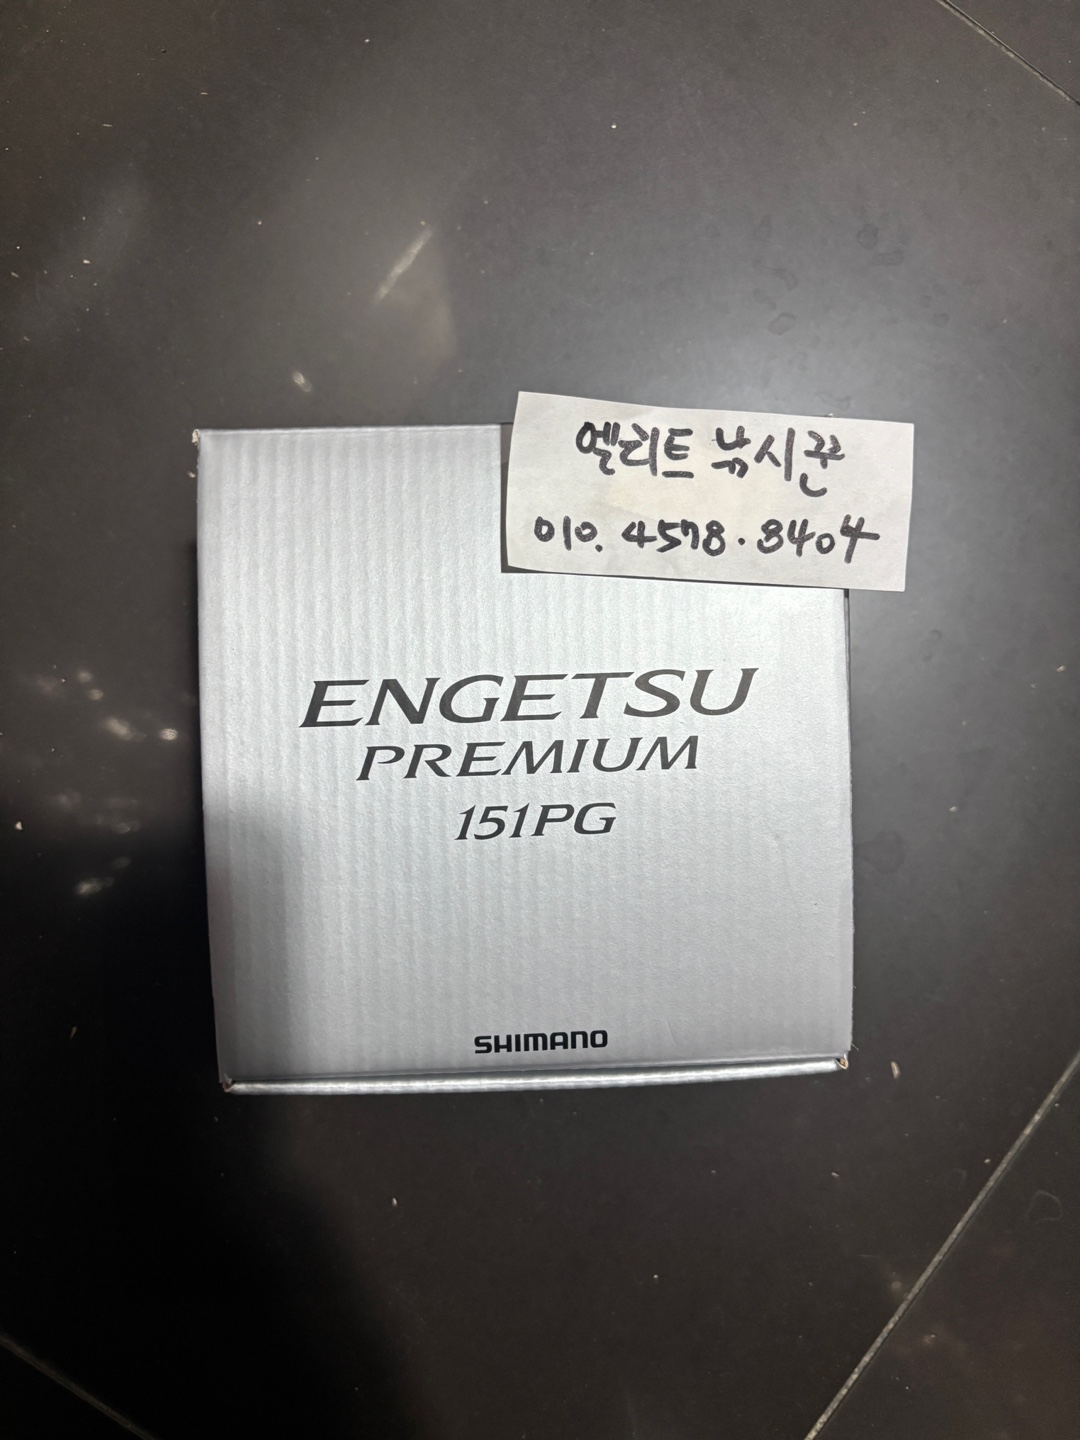 엘리트 낚시꾼
010. 4578. 8404
ENGETSU
PREMIUM
151PG
SHIMANO